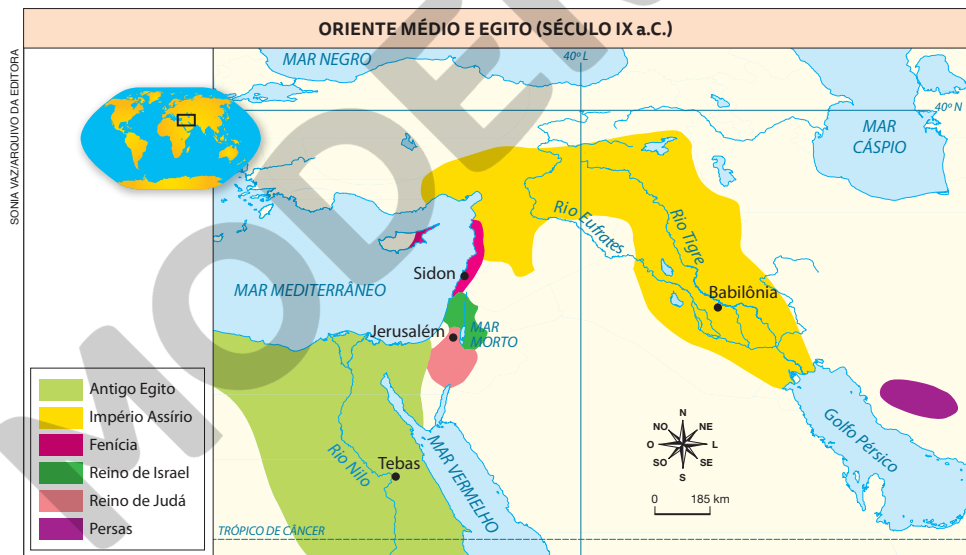 ORIENTE MÉDIO E EGITO (SÉCULO IX a.C.)
SONIA VAZ/ARQUIVO DA EDITORA
MAR NEGRO
40º L
40º N
MAR
CÁSPIO
Rio Eufrates
Rio Tigre
Sidon
Babilônia
MAR MEDITERRÂNEO
Jerusalém
MAR
MORTO
Antigo Egito
Império Assírio
Fenícia
Reino de Israel
Reino de Judá
Persas
Rio Nilo
Tebas
MAR VERMELHO
Golfo Pérsico
N
NO NE
O L
SO SE
S
0 185 km
TRÓPICO DE CÂNCER